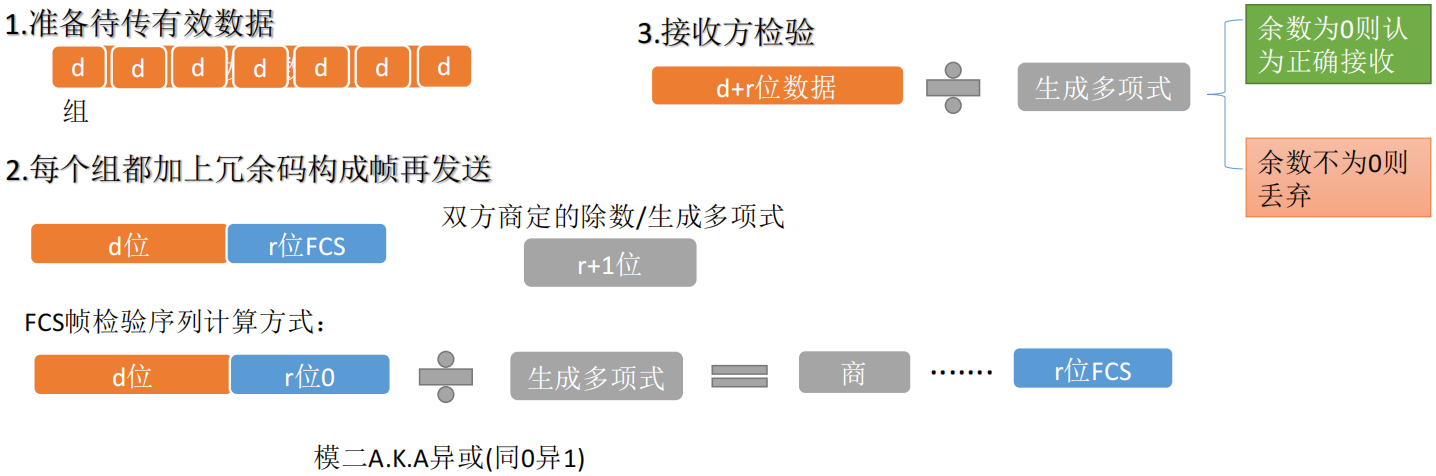 1.准备待传有效数据
d d d d d d d
组
2.每个组都加上冗余码构成帧再发送
d位 r位FCS
双方商定的除数/生成多项式
r+1位
FCS帧检验序列计算方式：
d位 r位0 生成多项式 商 ······· r位FCS
模二A.K.A异或(同0异1)
3.接收方检验
d+r位数据 生成多项式
余数为0则认
为正确接收
余数不为0则
丢弃